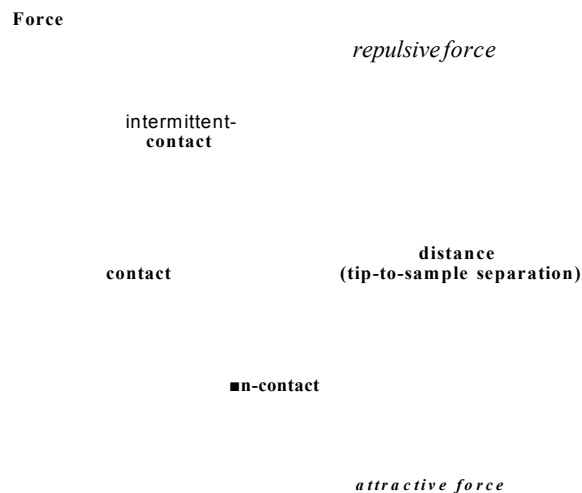 Force
repulsive force
intermittent-
contact
distance
contact (tip-to-sample separation)
■n-contact
attractive force